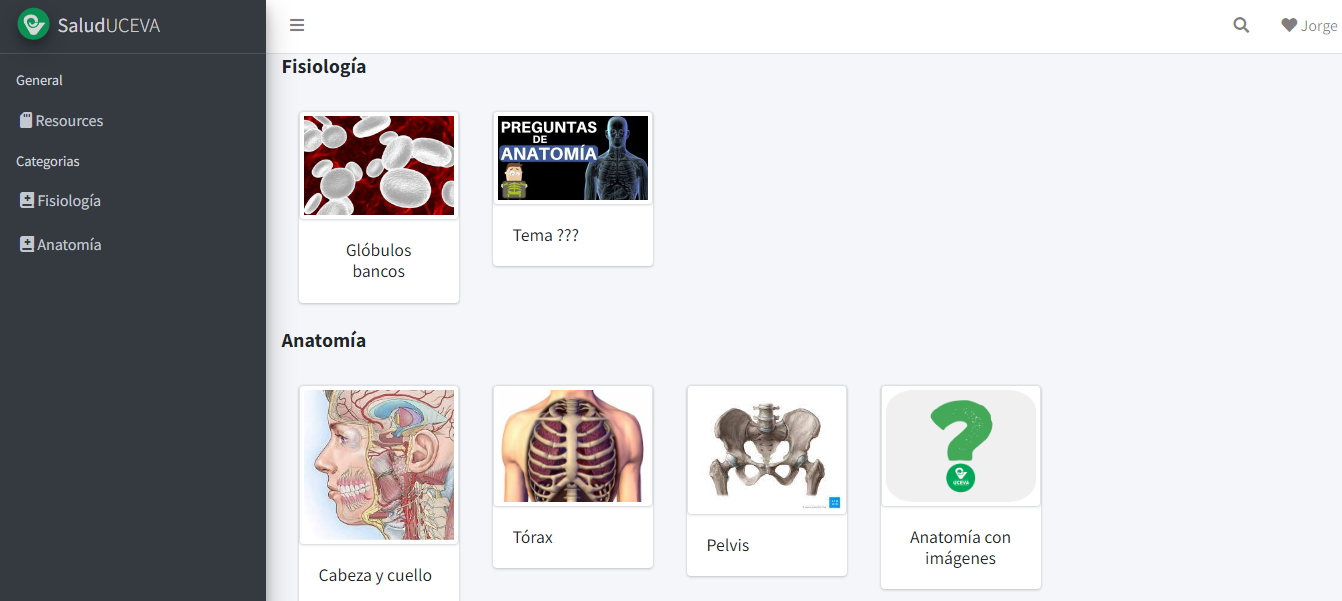 SaludUCEVA
Jorge
General
Resources
Categorias
Fisiología
Anatomía
Fisiología
PREGUNTAS
DE
ANATOMÍA
Glóbulos
bancos
Tema ???
Anatomía
?
UCEVA
Cabeza y cuello
Tórax
Pelvis
Anatomía con
imágenes